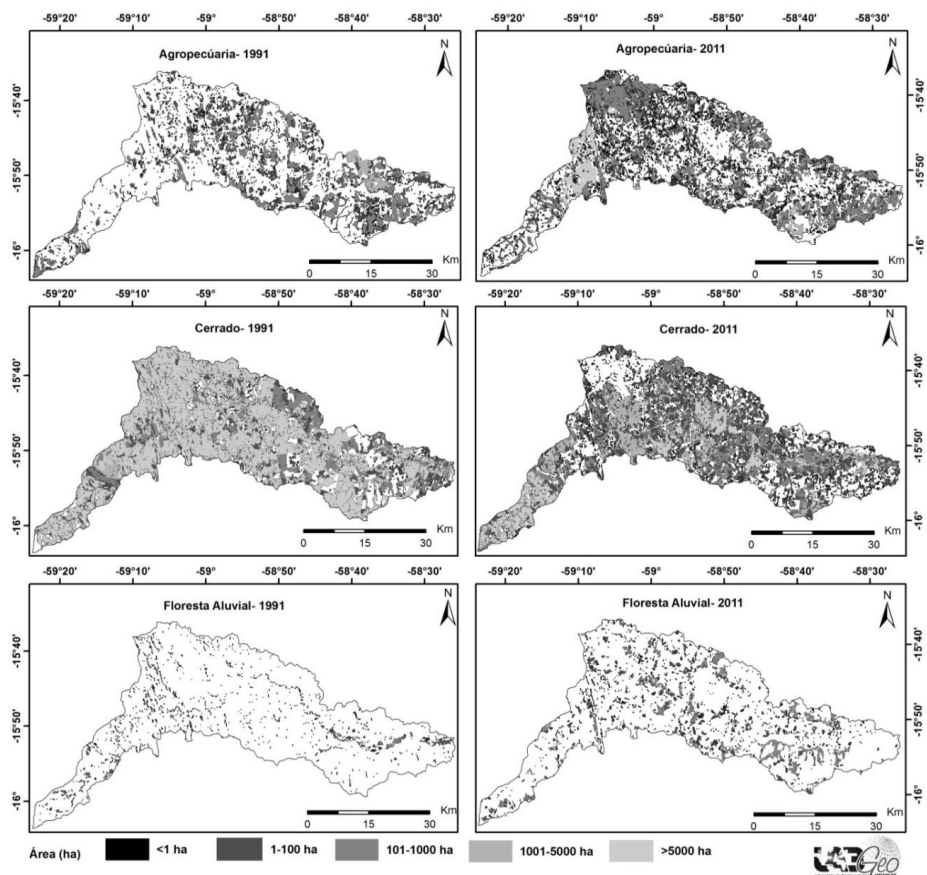 -59°20' -59°10' -59° -58°50' -58°40' -58°30'
-59°20' -59°10' -59° -58°50' -58°40' -58°30'
Agropecúaria- 1991
N
-15°40'
-15°50'
-16°
Km
0 15 30
Agropecúaria- 2011
N
-15°40'
-15°50'
-16°
Km
0 15 30
-59°20' -59°10' -59° -58°50' -58°40' -58°30'
-59°20' -59°10' -59° -58°50' -58°40' -58°30'
Cerrado- 1991
N
-15°40'
-15°50'
-16°
Km
0 15 30
Cerrado- 2011
N
-15°40'
-15°50'
-16°
Km
0 15 30
-59°20' -59°10' -59° -58°50' -58°40' -58°30'
-59°20' -59°10' -59° -58°50' -58°40' -58°30'
Floresta Aluvial- 1991
N
-15°40'
-15°50'
-16°
Km
0 15 30
Floresta Aluvial- 2011
N
-15°40'
-15°50'
-16°
Km
0 15 30
Área (ha) <1 ha 1-100 ha 101-1000 ha 1001-5000 ha >5000 ha
Geo